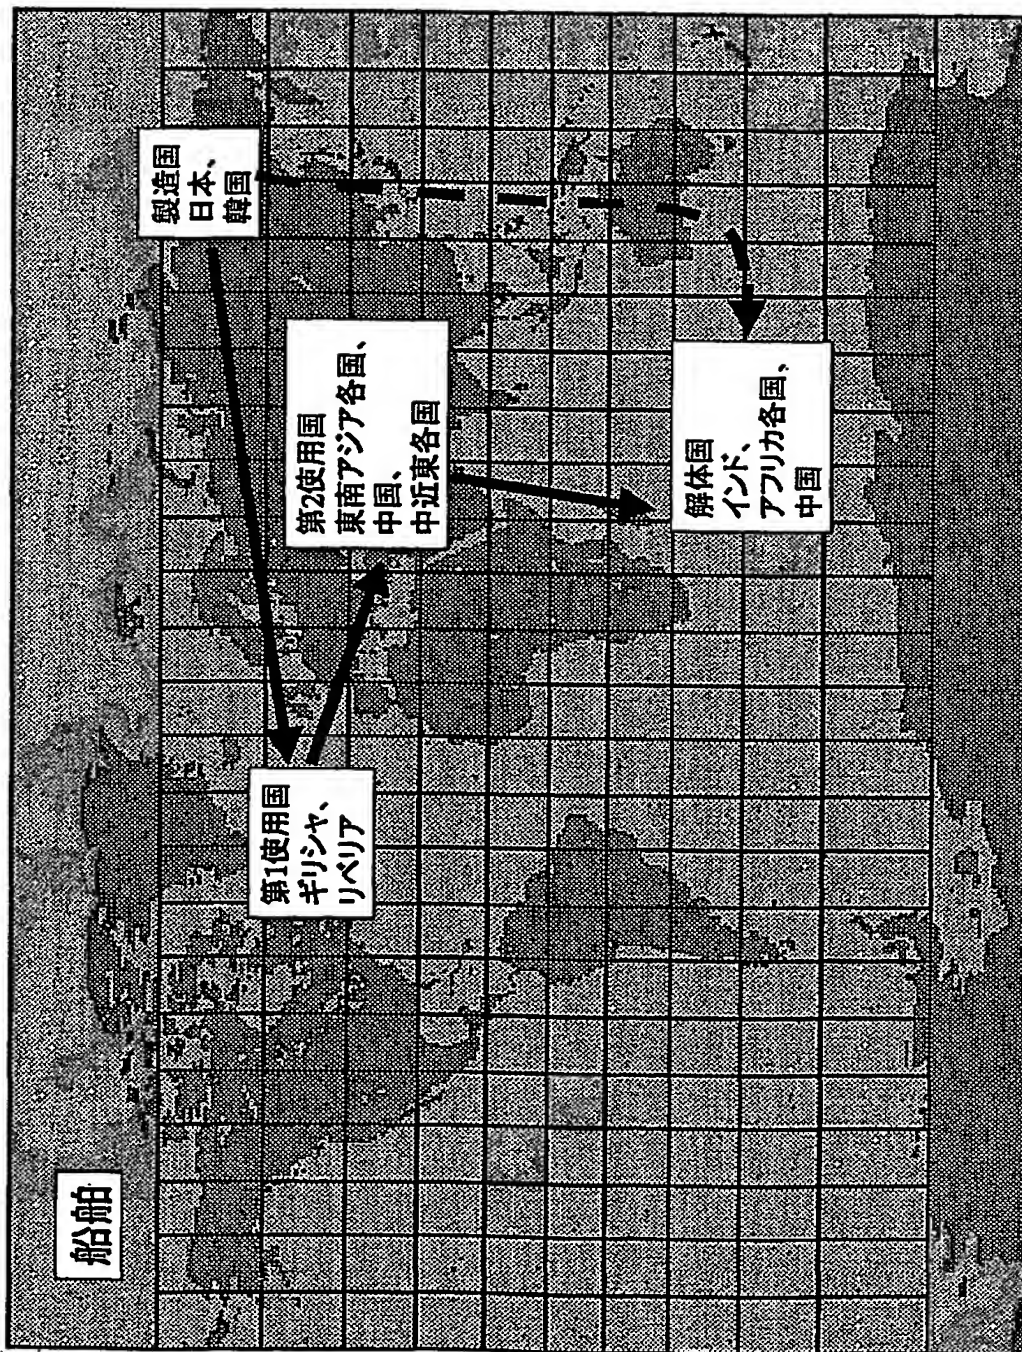 船舶
製造国
日本、
韓国
第1使用国
ギリシャ、
リベリア
第2使用国
東南アジア各国、
中国、
中近東各国
解体国
インド、
アフリカ各国、
中国